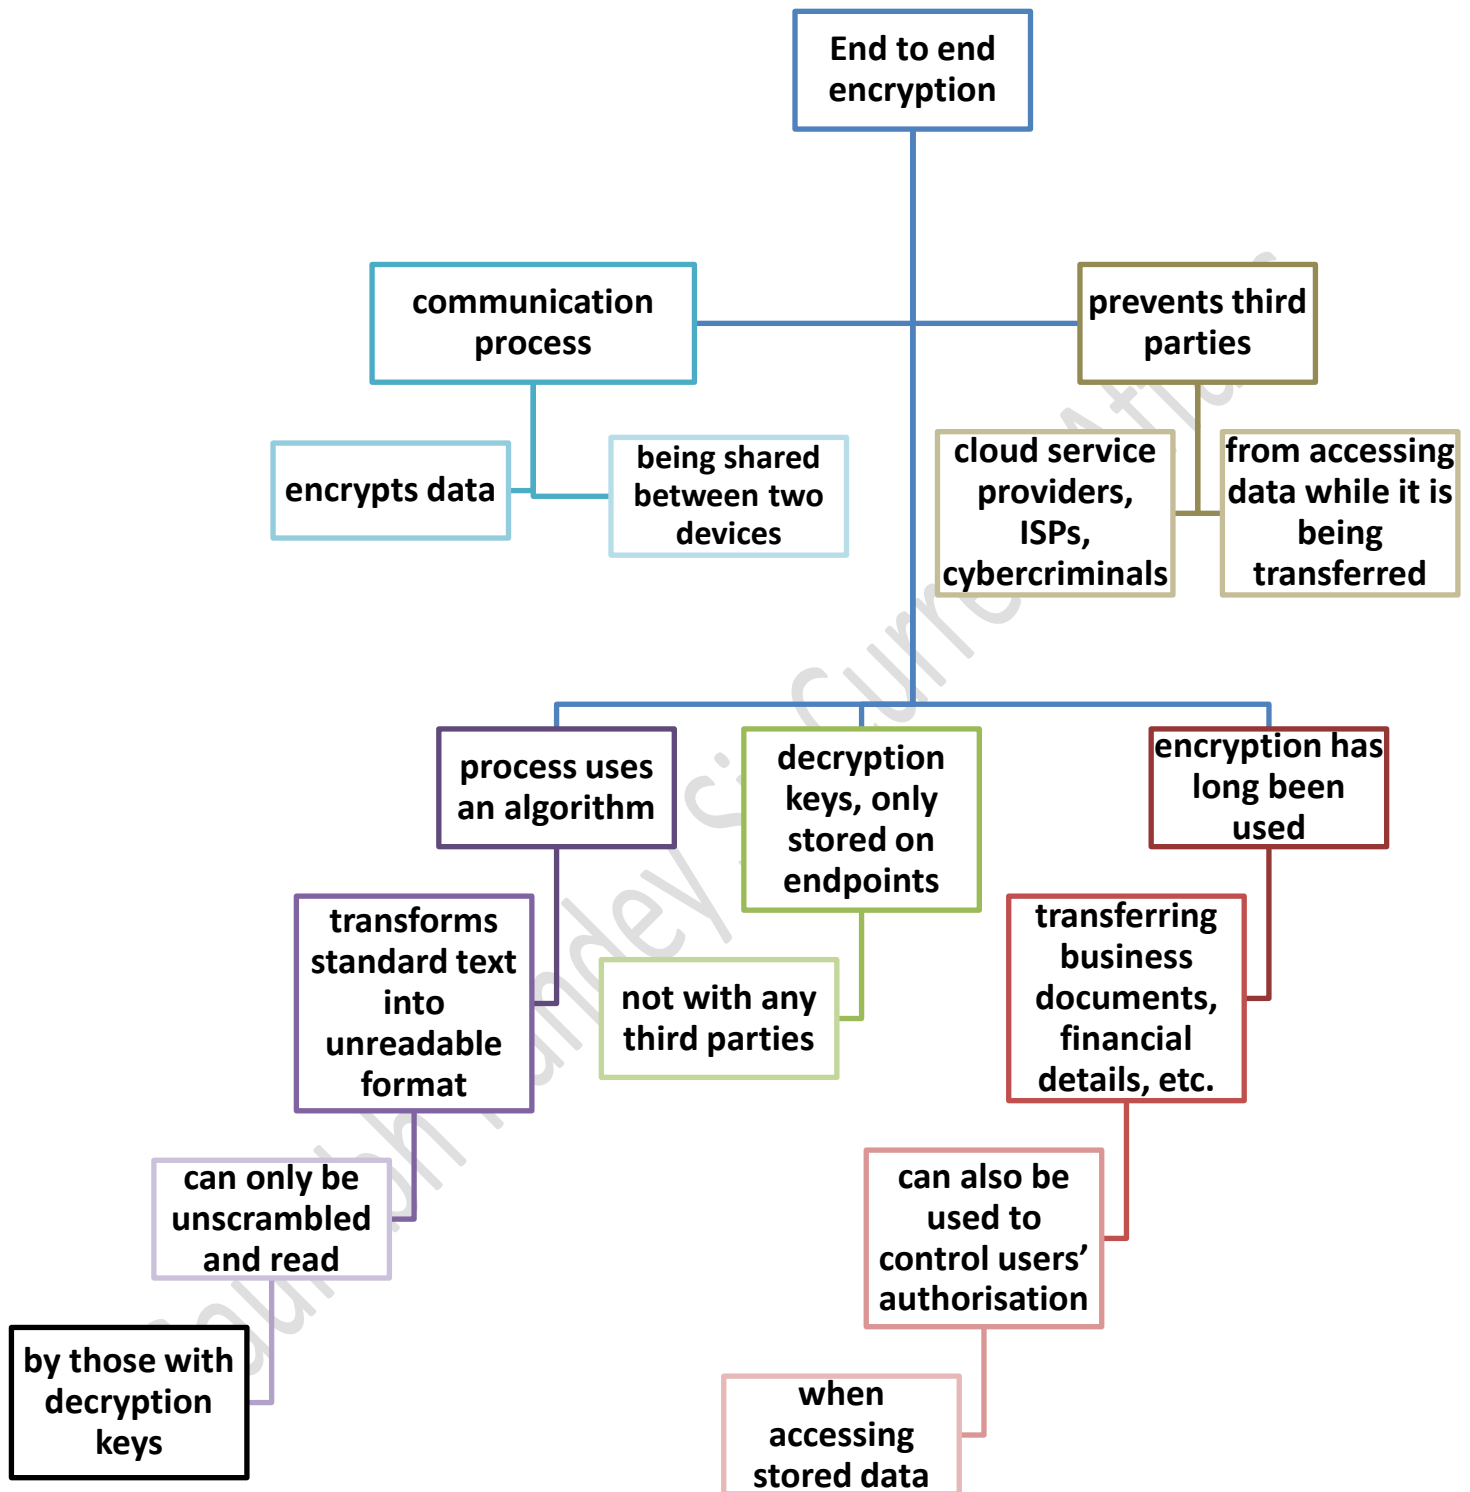 End to end
encryption
communication
process
prevents third
parties
encrypts data
being shared
between two
devices
cloud service
providers,
ISPs,
cybercriminals
from accessing
data while it is
being
transferred
process uses
an algorithm
decryption
keys, only
stored on
endpoints
encryption has
long been
used
transforms
standard text
into
unreadable
format
not with any
third parties
transferring
business
documents,
financial
details, etc.
can only be
unscrambled
and read
can also be
used to
control users’
authorisation
by those with
decryption
keys
when
accessing
stored data